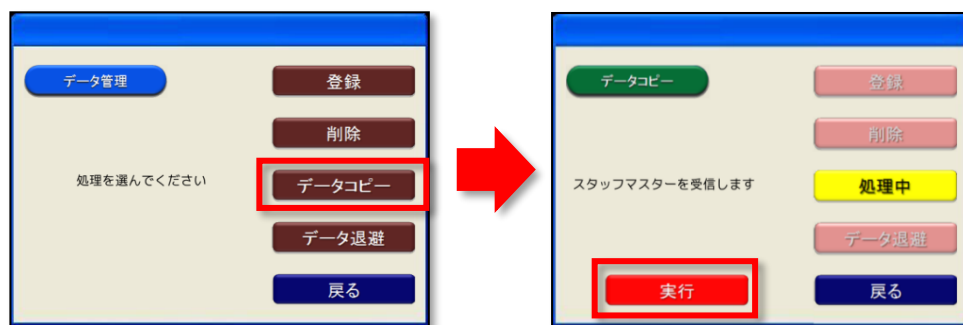 データ管理
登録
削除
処理を選んでください
データコピー
データ退避
戻る
データコピー
登録
削除
スタッフマスターを受信します
処理中
データ退避
実行
戻る